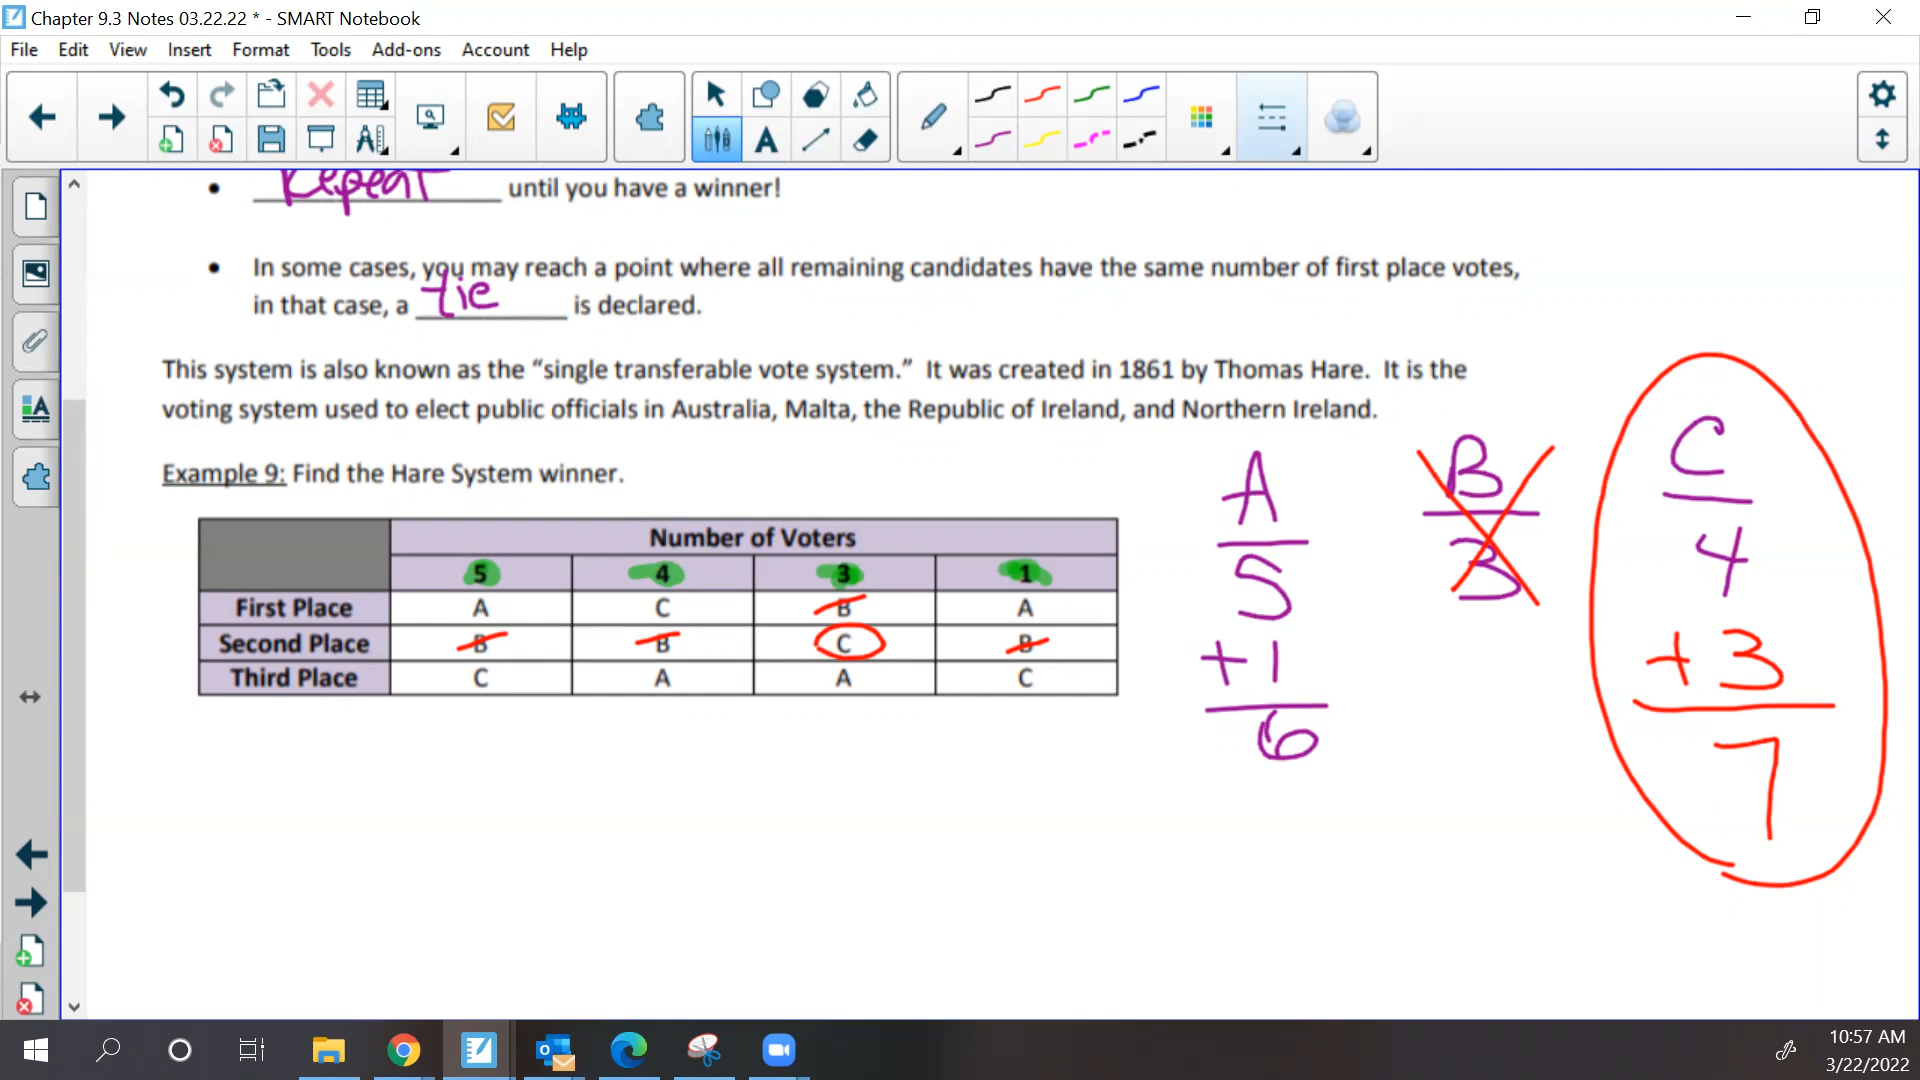 Chapter 9.3 Notes 03.22.22 * - SMART Notebook
File Edit View Insert Format Tools Add-ons Account Help
• Repeat until you have a winner!
• In some cases, you may reach a point where all remaining candidates have the same number of first place votes,
in that case, a tie is declared.
This system is also known as the “single transferable vote system.” It was created in 1861 by Thomas Hare. It is the
voting system used to elect public officials in Australia, Malta, the Republic of Ireland, and Northern Ireland.
Example 9: Find the Hare System winner.
Number of Voters
5 4 3 1
First Place A C B A
Second Place B B C B
Third Place C A A C
A
5
+1
6
B
3
C
4
+3
7
10:57 AM
3/22/2022